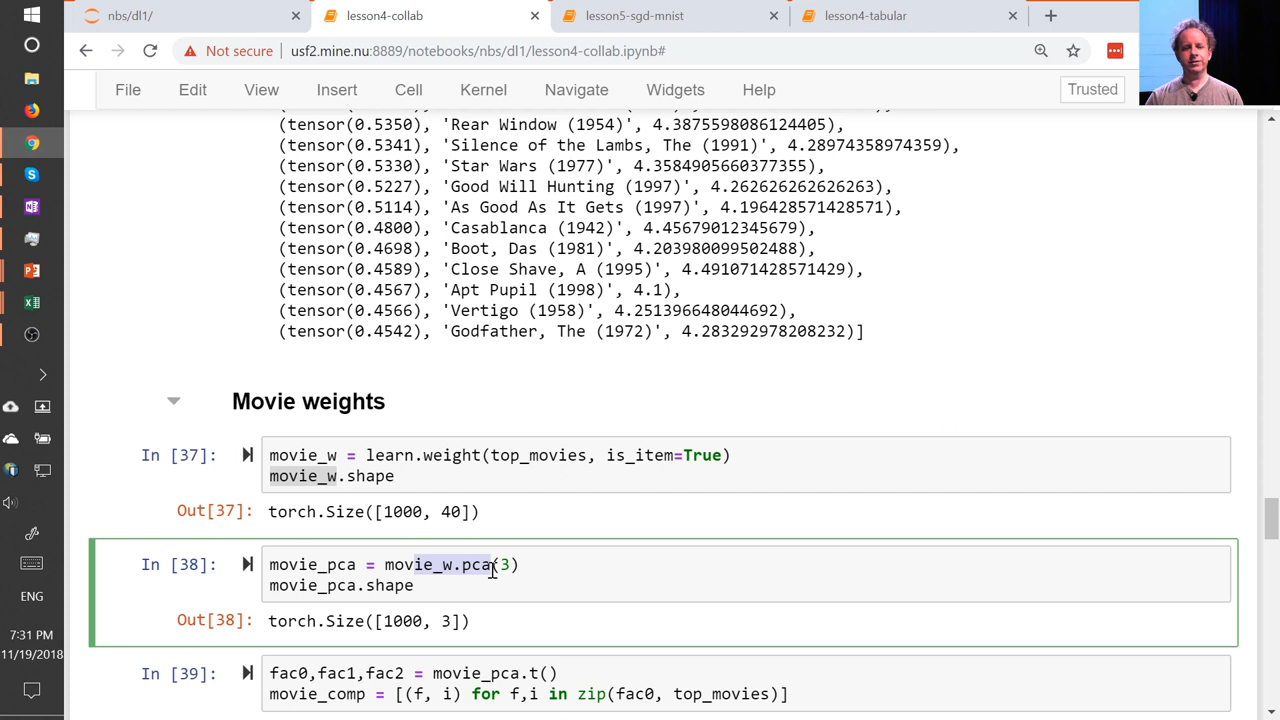 nbs/dl1/
lesson4-collab
lesson5-sgd-mnist
lesson4-tabular
Not secure
usf2.mine.nu:8889/notebooks/nbs/dl1/lesson4-collab.ipynb#
File Edit View Insert Cell Kernel Navigate Widgets Help
Trusted
(tensor(0.5350), 'Rear Window (1954)', 4.3875598086124405),
(tensor(0.5341), 'Silence of the Lambs, The (1991)', 4.28974358974359),
(tensor(0.5330), 'Star Wars (1977)', 4.3584905660377355),
(tensor(0.5227), 'Good Will Hunting (1997)', 4.262626262626263),
(tensor(0.5114), 'As Good As It Gets (1997)', 4.196428571428571),
(tensor(0.4800), 'Casablanca (1942)', 4.45679012345679),
(tensor(0.4698), 'Boot, Das (1981)', 4.203980099502488),
(tensor(0.4589), 'Close Shave, A (1995)', 4.491071428571429),
(tensor(0.4567), 'Apt Pupil (1998)', 4.1),
(tensor(0.4566), 'Vertigo (1958)', 4.251396648044692),
(tensor(0.4542), 'Godfather, The (1972)', 4.283292978208232)]
Movie weights
In [37]: movie_w = learn.weight(top_movies, is_item=True)
movie_w.shape
Out[37]: torch.Size([1000, 40])
In [38]: movie_pca = movie_w.pca(3)
movie_pca.shape
Out[38]: torch.Size([1000, 3])
In [39]: fac0,fac1,fac2 = movie_pca.t()
movie_comp = [(f, i) for f,i in zip(fac0, top_movies)]
ENG
7:31 PM
11/19/2018